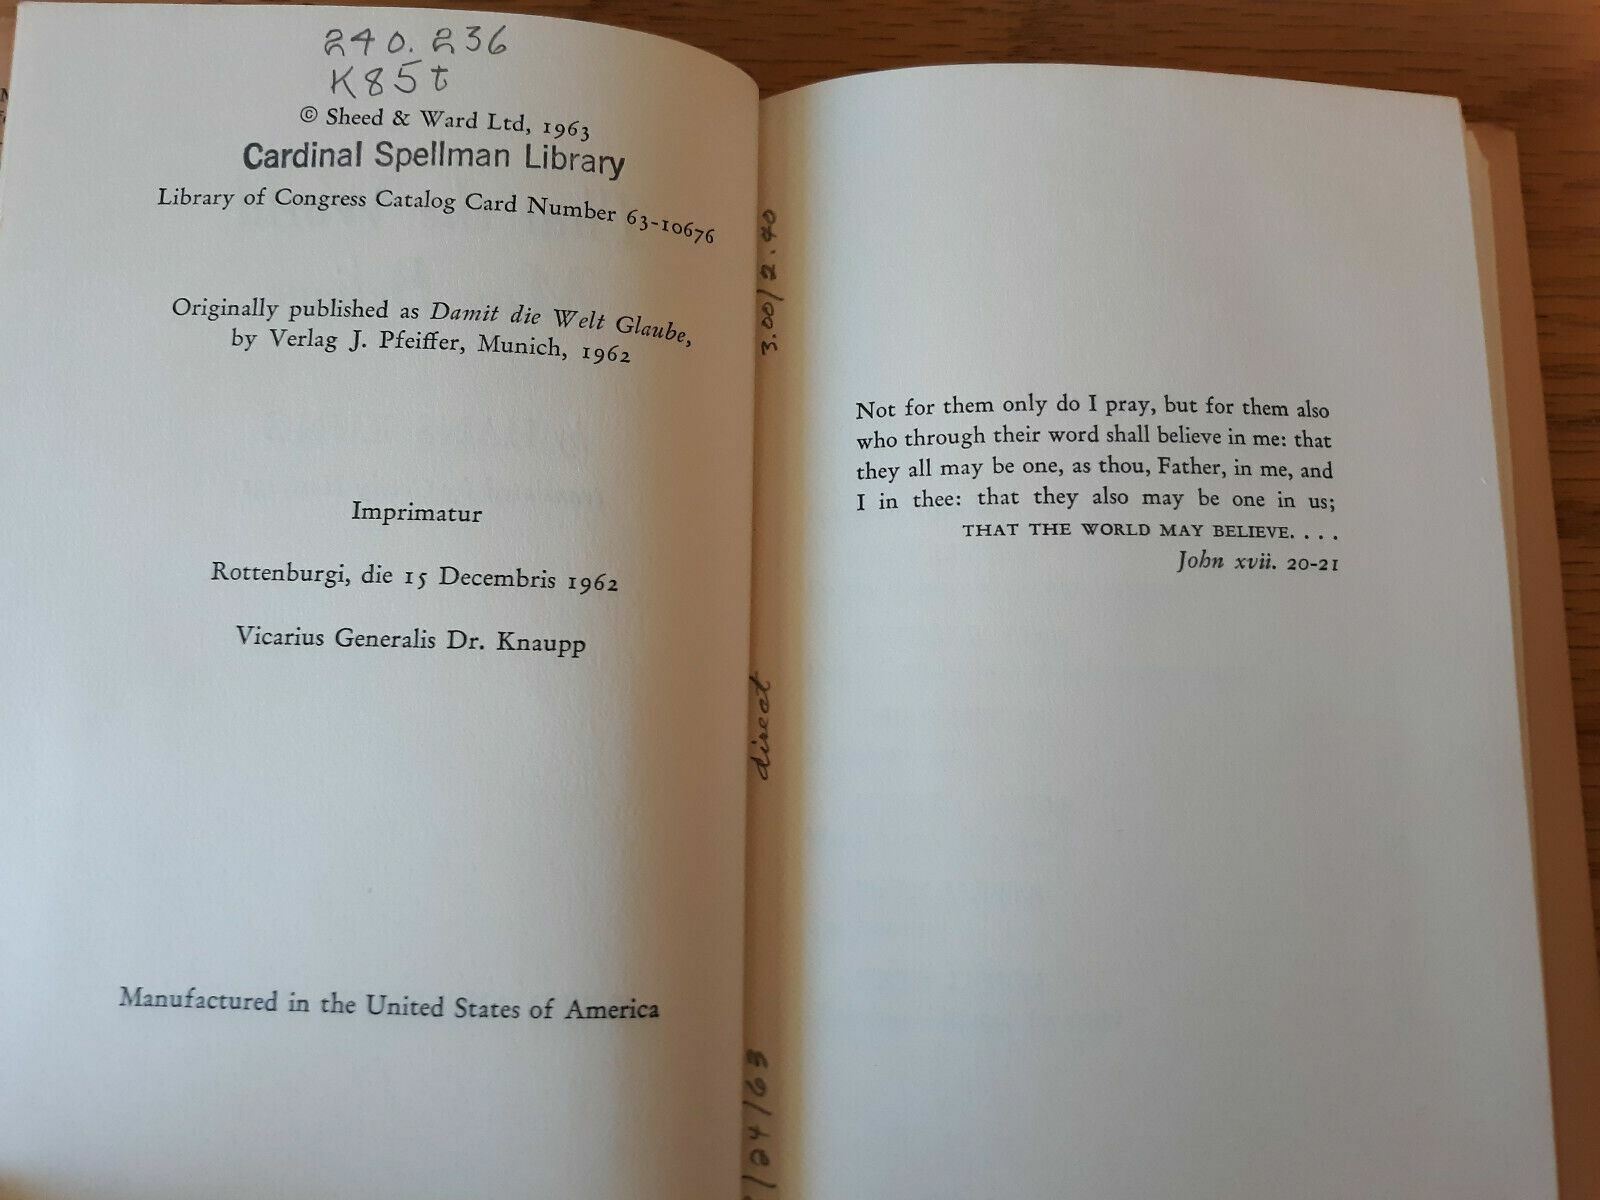 240.236
K85t
© Sheed & Ward Ltd, 1963
Cardinal Spellman Library
Library of Congress Catalog Card Number 63-10676
Originally published as Damit die Welt Glaube,
by Verlag J. Pfeiffer, Munich, 1962
Imprimatur
Rottenburgi, die 15 Decembris 1962
Vicarius Generalis Dr. Knaupp
Manufactured in the United States of America
3.00/2.40
direct
/24/63
Not for them only do I pray, but for them also
who through their word shall believe in me: that
they all may be one, as thou, Father, in me, and
I in thee: that they also may be one in us;
THAT THE WORLD MAY BELIEVE. . . .
John xvii. 20-21